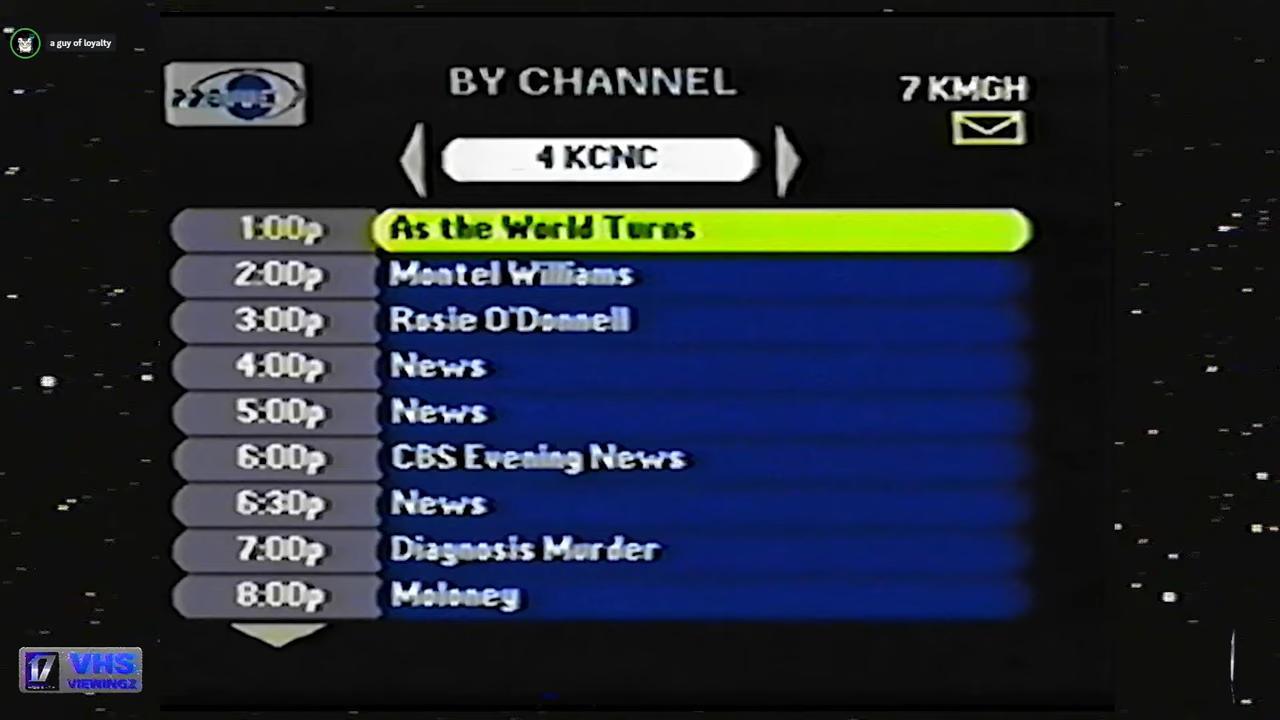 a guy of loyalty
BY CHANNEL
7 KMGH
4 KCNC
1:00p As the World Turns
2:00p Montel Williams
3:00p Rosie O'Donnell
4:00p News
5:00p News
6:00p CBS Evening News
6:30p News
7:00p Diagnosis Murder
8:00p Moloney
17 VHS
VIEWINGZ